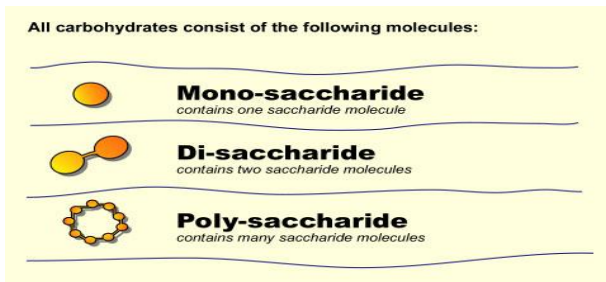 All carbohydrates consist of the following molecules:
Mono-saccharide
contains one saccharide molecule
Di-saccharide
contains two saccharide molecules
Poly-saccharide
contains many saccharide molecules